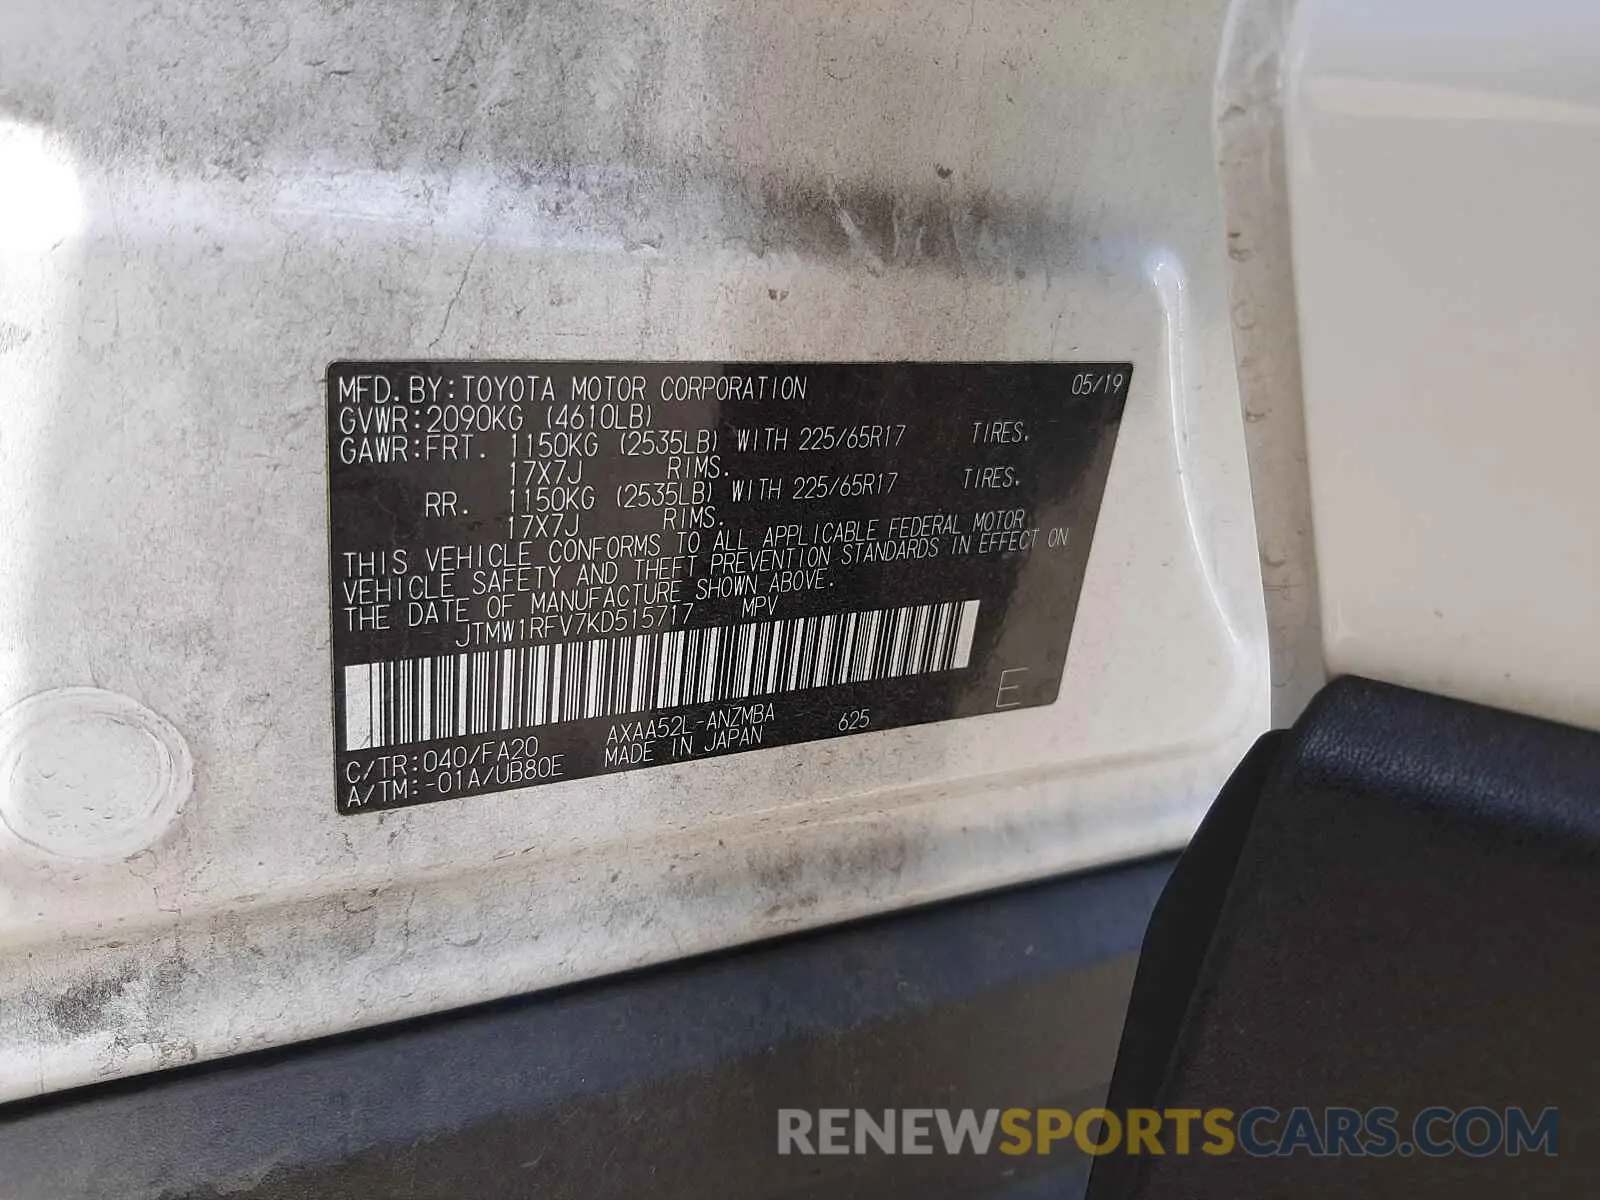 MFD. BY: TOYOTA MOTOR CORPORATION 05/19
GVWR: 2090KG (4610LB)
GAWR: FRT. 1150KG (2535LB) WITH 225/65R17 TIRES.
17X7J RIMS.
RR. 1150KG (2535LB) WITH 225/65R17 TIRES.
17X7J RIMS.
THIS VEHICLE CONFORMS TO ALL APPLICABLE FEDERAL MOTOR
VEHICLE SAFETY AND THEFT PREVENTION STANDARDS IN EFFECT ON
THE DATE OF MANUFACTURE SHOWN ABOVE.
JTMW1RFV7KD515717 MPV
E
C/TR: 040/FA20 AXAA52L-ANZMBA 625
A/TM: -01A/UB80E MADE IN JAPAN
RENEWSPORTSCARS.COM